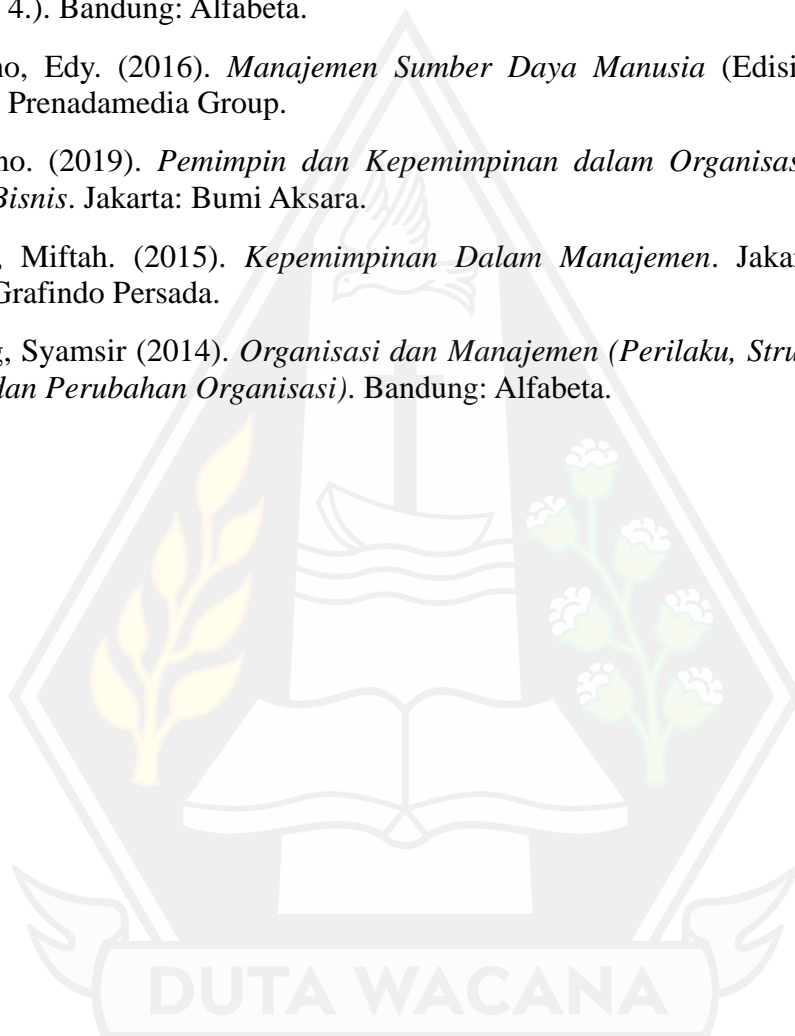 4.). Bandung: Alfabeta.
no, Edy. (2016). Manajemen Sumber Daya Manusia (Edisi
Prenadamedia Group.
no. (2019). Pemimpin dan Kepemimpinan dalam Organisas
Bisnis. Jakarta: Bumi Aksara.
, Miftah. (2015). Kepemimpinan Dalam Manajemen. Jakar
Grafindo Persada.
g, Syamsir (2014). Organisasi dan Manajemen (Perilaku, Stru
dan Perubahan Organisasi). Bandung: Alfabeta.
DUTA WACANA